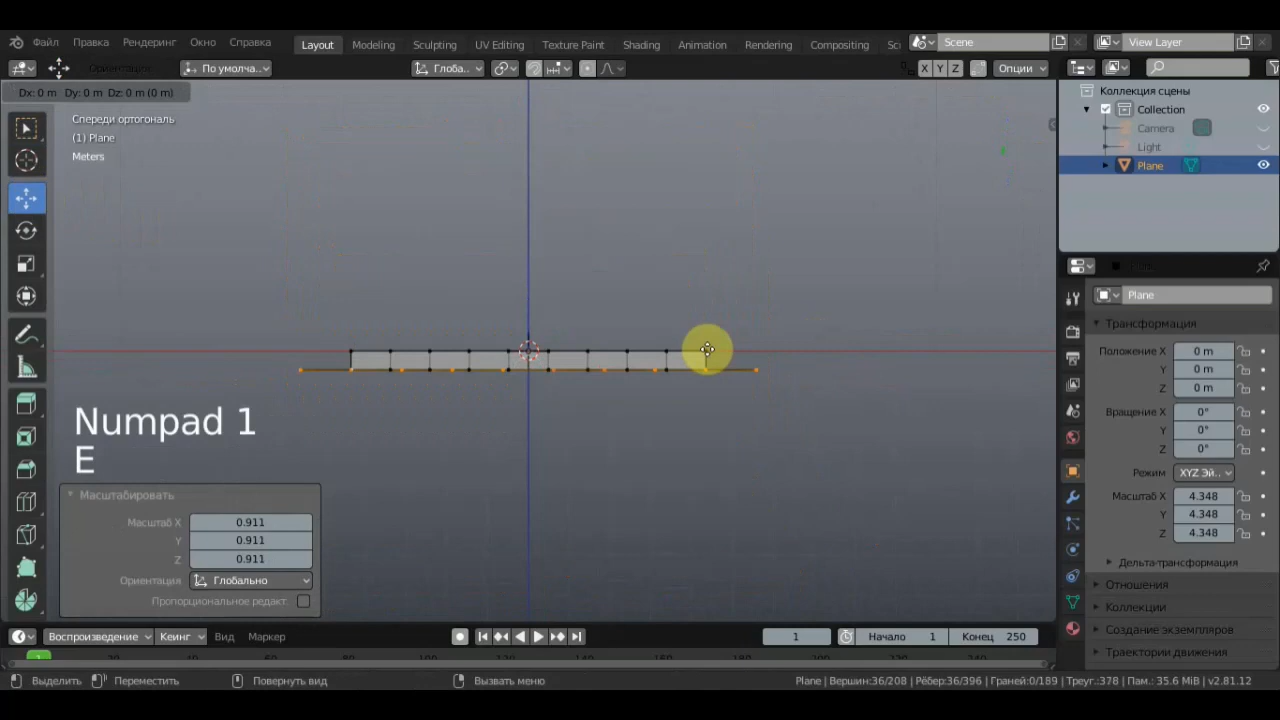 Файл Правка Рендеринг Окно Справка Layout Modeling Sculpting UV Editing Texture Paint Shading Animation Rendering Compositing Sc Scene View Layer
По умолча.. Глоба.. X Y Z Опции
Dx: 0 m Dy: 0 m Dz: 0 m (0 m)
Спереди ортогональ
(1) Plane
Meters
Коллекция сцены
Collection
Camera
Light
Plane
Plane
Трансформация
Положение X 0 m
Y 0 m
Z 0 m
Вращение X 0°
Y 0°
Z 0°
Режим XYZ Эй..
Масштаб X 4.348
Y 4.348
Z 4.348
Дельта-трансформация
Отношения
Коллекции
Создание экземпляров
Траектории движения
Numpad 1
E
Масштабировать
Масштаб X 0.911
Y 0.911
Z 0.911
Ориентация Глобально
Пропорциональное редакт.
Воспроизведение Кеинг Вид Маркер 1 Начало 1 Конец 250
Выделить Переместить Повернуть вид Вызвать меню Plane | Вершин:36/208 | Рёбер:36/396 | Граней:0/189 | Треуг.:378 | Пам.: 35.6 MiB | v2.81.12